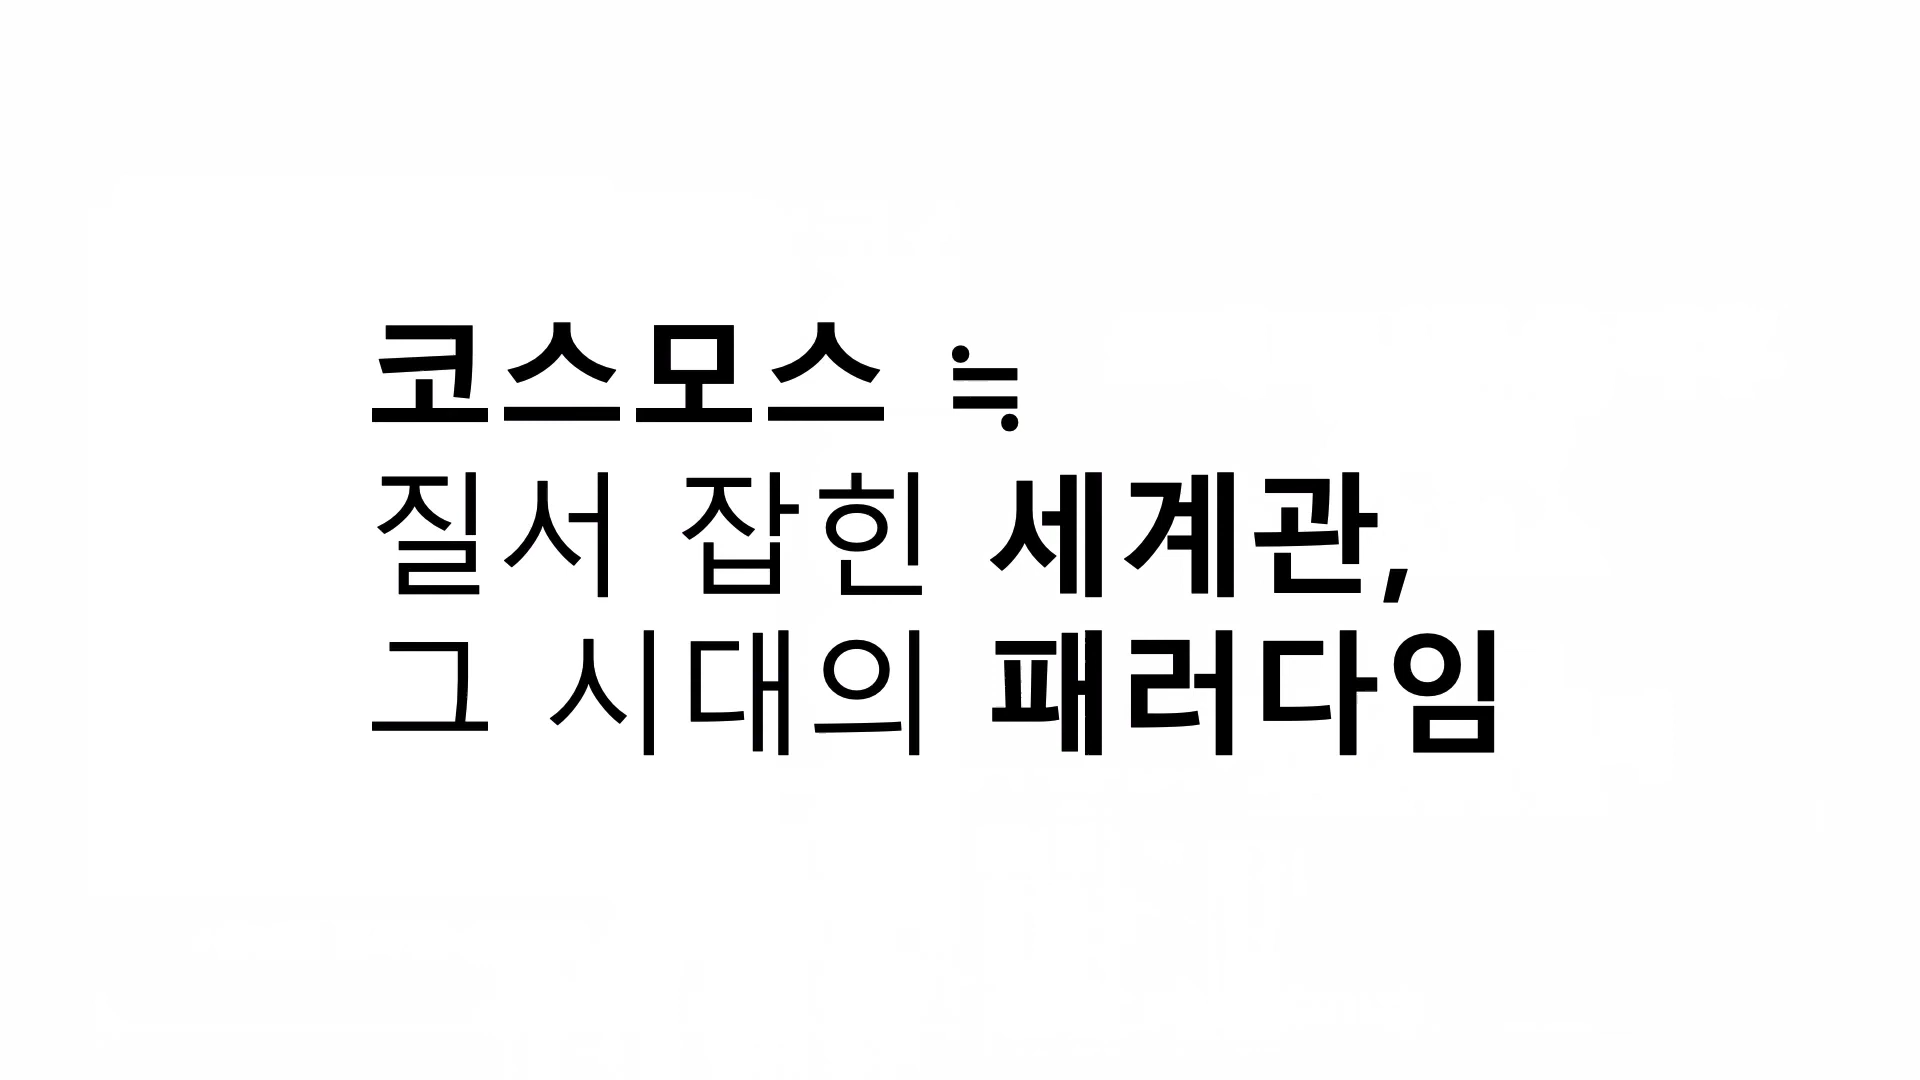 코스모스 ≒
질서 잡힌 세계관,
그 시대의 패러다임